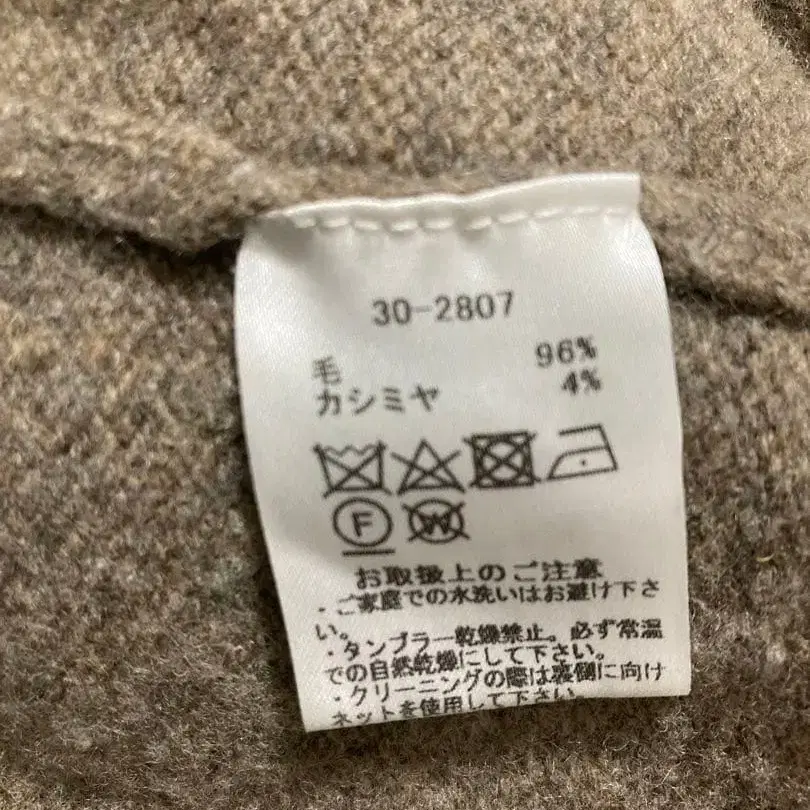 30-2807
毛 96%
カシミヤ 4%
F W
お取扱上のご注意
・ご家庭での水洗いはお避け下さ
い。
・タンブラー乾燥禁止。必ず常温
での自然乾燥にして下さい。
・クリーニングの際は裏側に向け
ネットを使用して下さい。